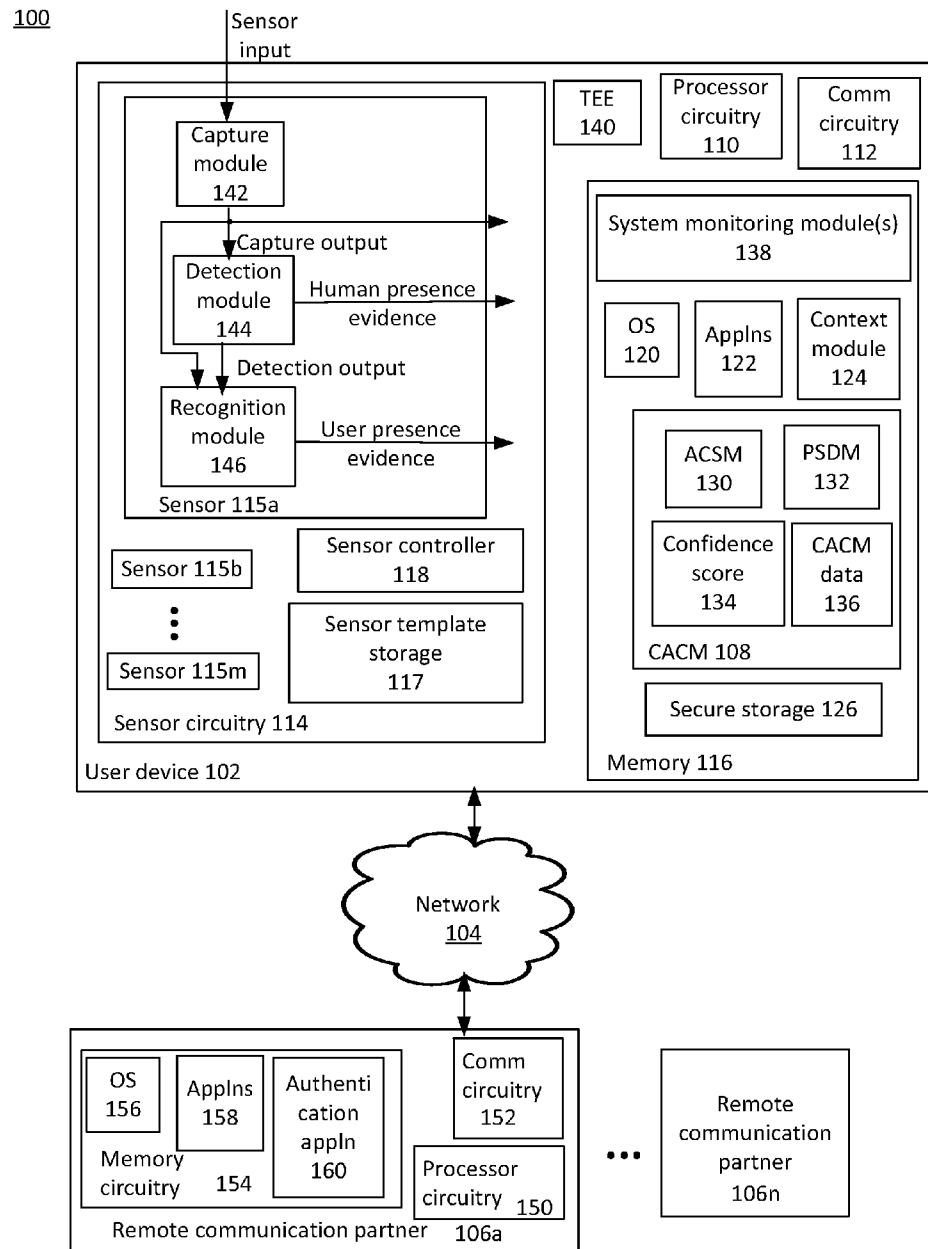 100
Sensor
input
Capture
module
142
Capture output
Detection
module
144
Human presence
evidence
Detection output
Recognition
module
146
User presence
evidence
Sensor 115a
Sensor 115b
Sensor 115m
Sensor controller
118
Sensor template
storage
117
Sensor circuitry 114
User device 102
TEE
140
Processor
circuitry
110
Comm
circuitry
112
System monitoring module(s)
138
OS
120
Applns
122
Context
module
124
ACSM
130
PSDM
132
Confidence
score
134
CACM
data
136
CACM 108
Secure storage 126
Memory 116
Network
104
OS
156
Applns
158
Authenti
cation
appln
160
Memory
circuitry 154
Comm
circuitry
152
Processor
circuitry 150
Remote communication partner 106a
Remote
communication
partner
106n